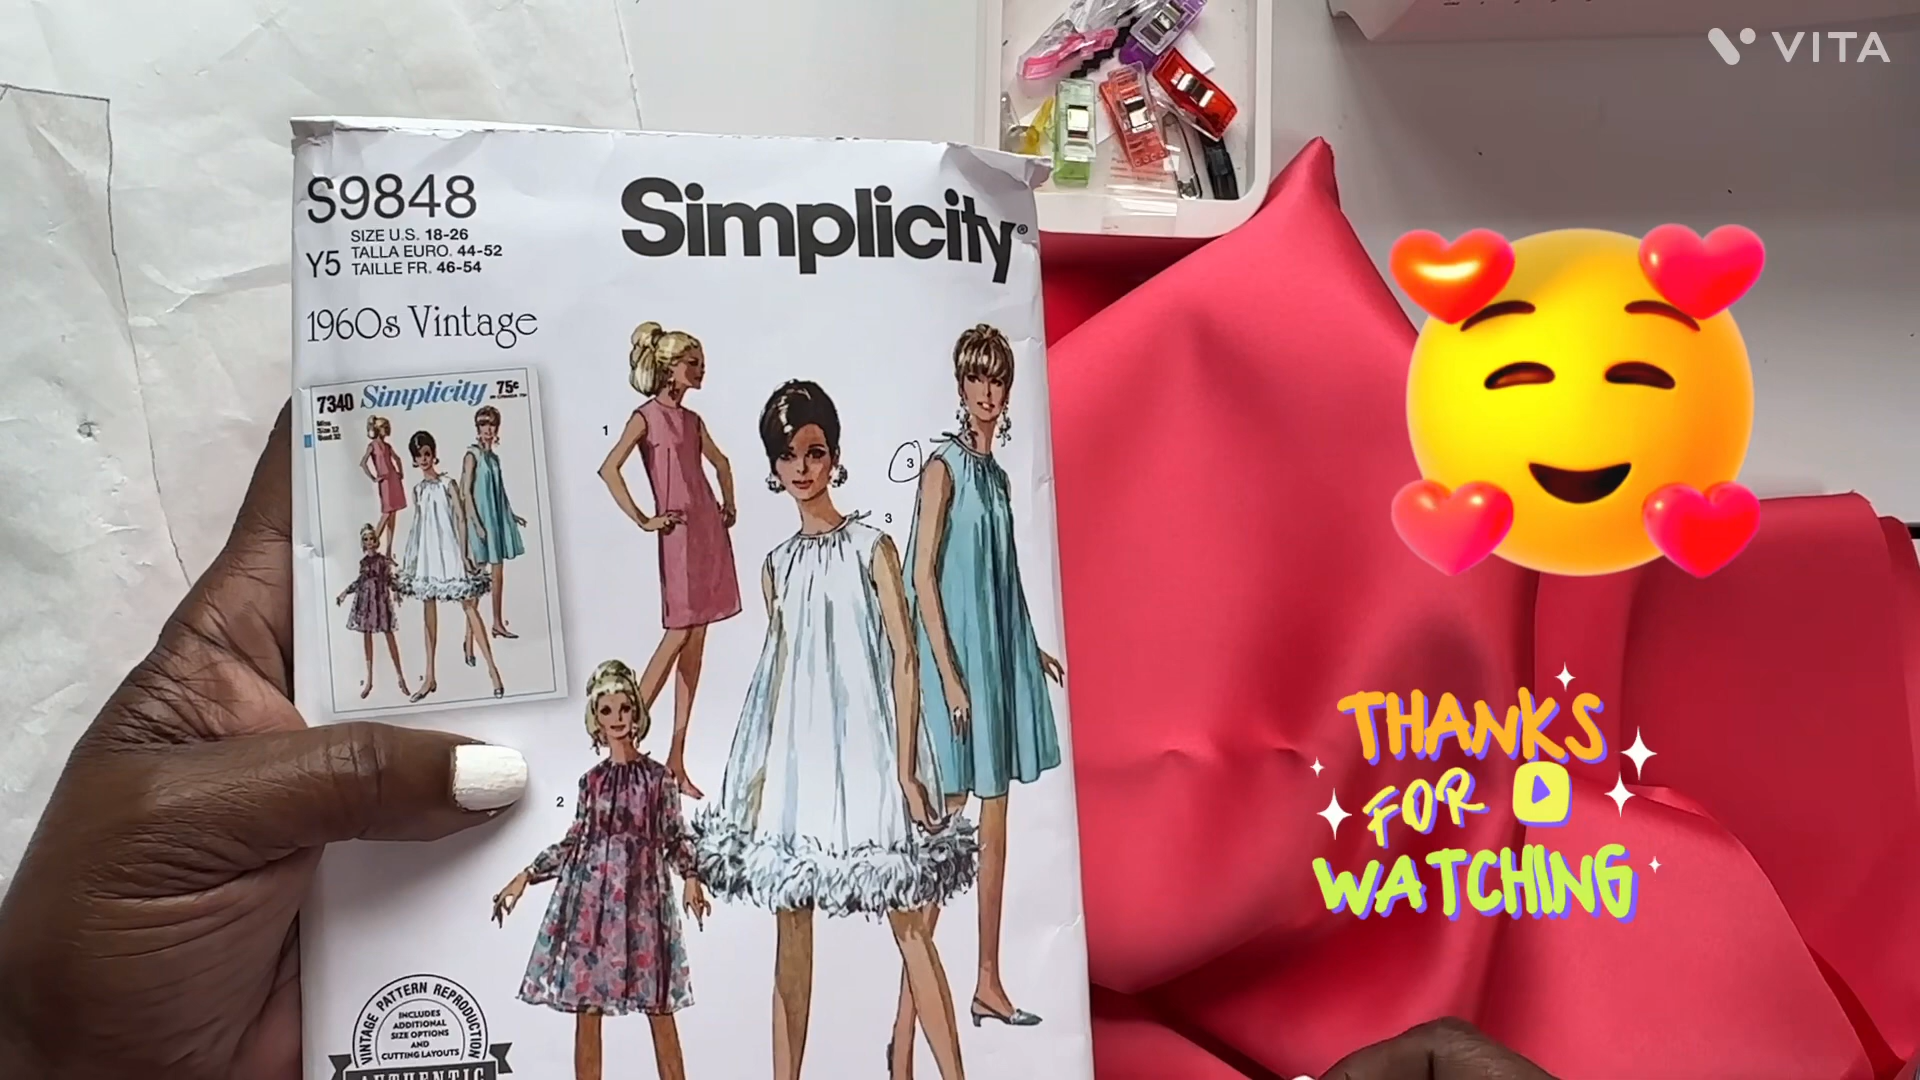 VITA
S9848
Simplicity®
Y5
SIZE U.S. 18-26
TALLA EURO. 44-52
TAILLE FR. 46-54
1960s Vintage
7340 Simplicity 75¢
1
3
3
2
THANKS
FOR
WATCHING
VINTAGE PATTERN REPRODUCTION
INCLUDES
ADDITIONAL
SIZE OPTIONS
AND
CUTTING LAYOUTS
AUTHENTIC